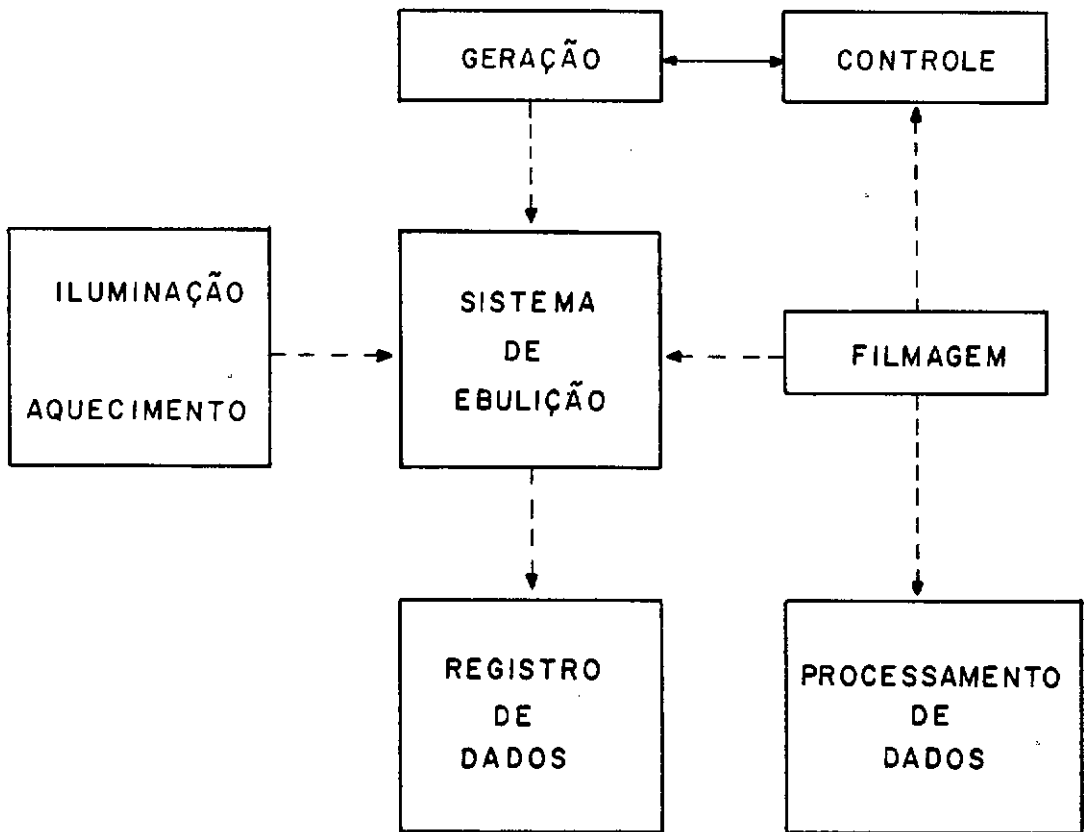 GERAÇÃO
CONTROLE
ILUMINAÇÃO
AQUECIMENTO
SISTEMA
DE
EBULIÇÃO
FILMAGEM
REGISTRO
DE
DADOS
PROCESSAMENTO
DE
DADOS